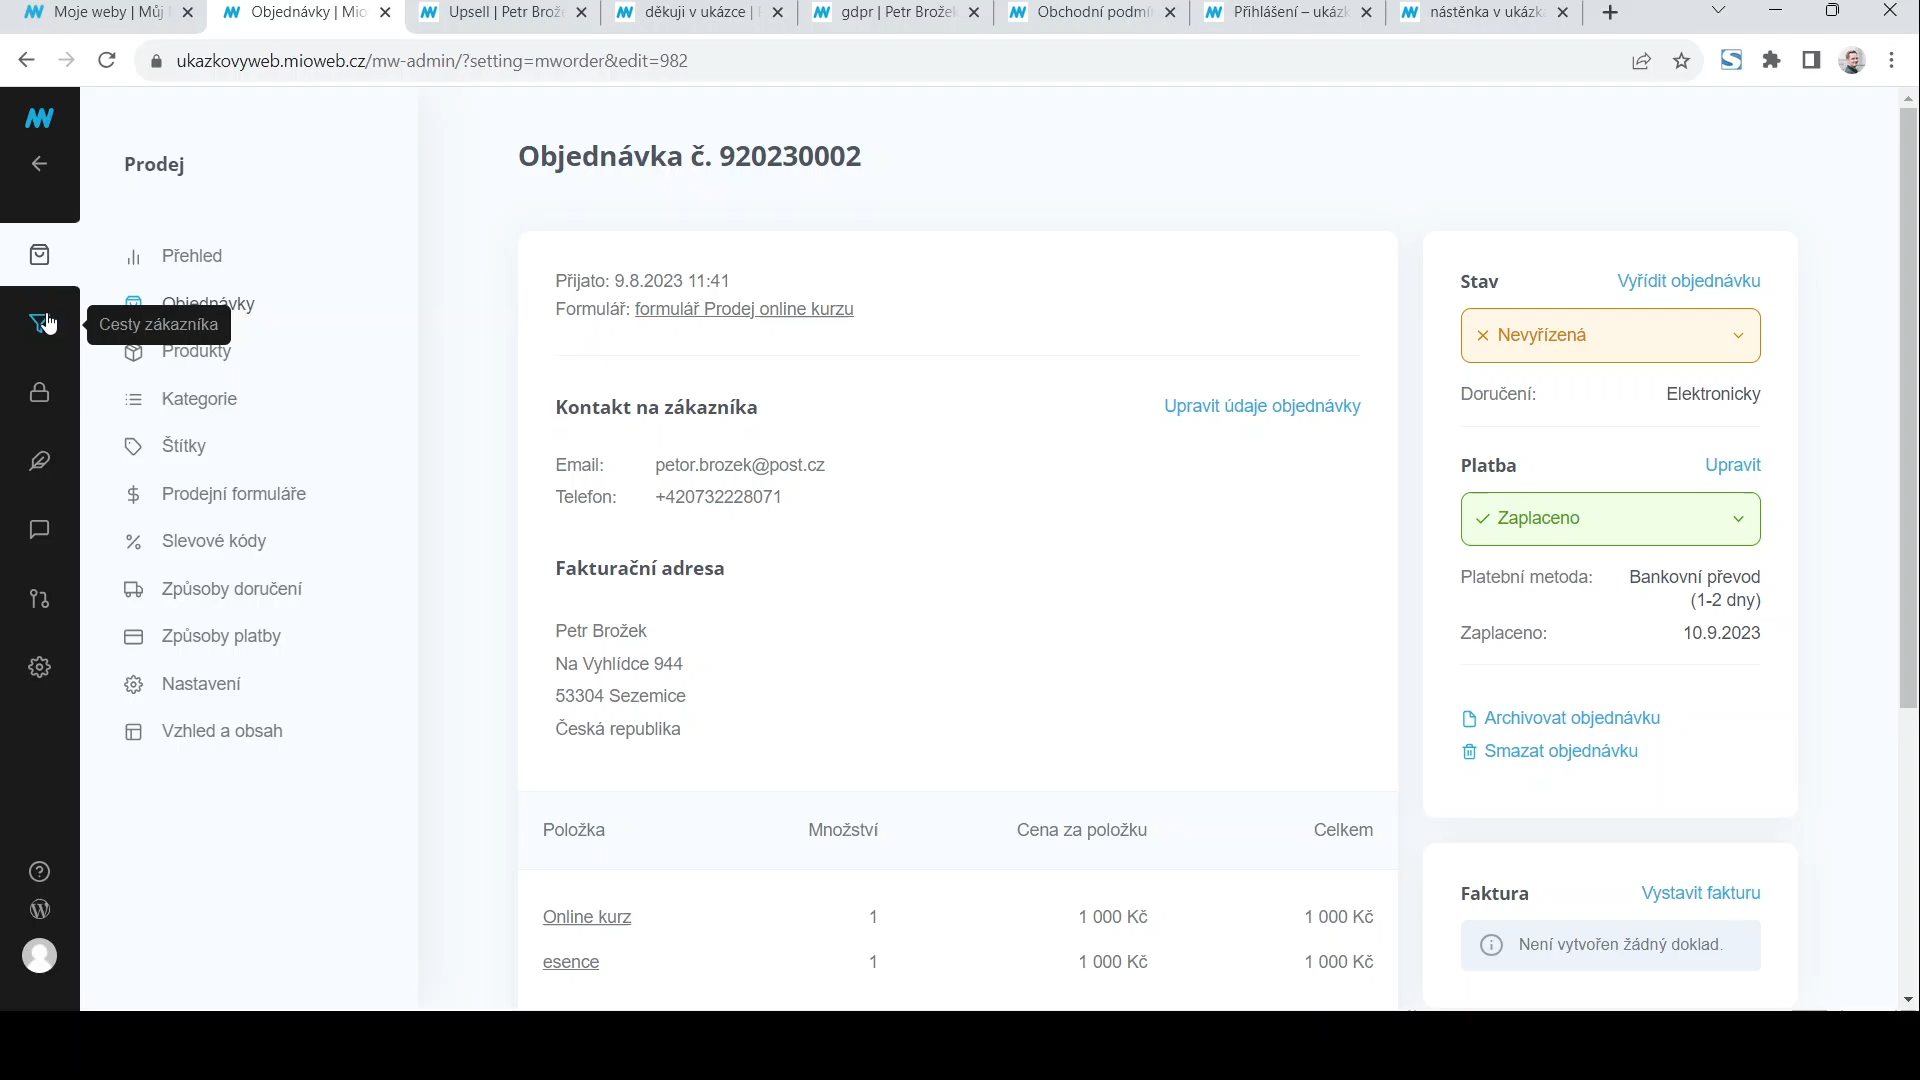 Moje weby | Můj
Objednávky | Mio
Upsell | Petr Brož
děkuji v ukázce |
gdpr | Petr Brožek
Obchodní podmí
Přihlášení – ukázk
nástěnka v ukázk
ukazkovyweb.mioweb.cz/mw-admin/?setting=mworder&edit=982
Prodej
Přehled
Objednávky
Cesty zákazníka
Produkty
Kategorie
Štítky
Prodejní formuláře
Slevové kódy
Způsoby doručení
Způsoby platby
Nastavení
Vzhled a obsah
Objednávka č. 920230002
Přijato: 9.8.2023 11:41
Formulář: formulář Prodej online kurzu
Kontakt na zákazníka
Upravit údaje objednávky
Email: petor.brozek@post.cz
Telefon: +420732228071
Fakturační adresa
Petr Brožek
Na Vyhlídce 944
53304 Sezemice
Česká republika
Položka Množství Cena za položku Celkem
Online kurz 1 1 000 Kč 1 000 Kč
esence 1 1 000 Kč 1 000 Kč
Stav Vyřídit objednávku
Nevyřízená
Doručení: Elektronicky
Platba Upravit
Zaplaceno
Platební metoda: Bankovní převod
(1-2 dny)
Zaplaceno: 10.9.2023
Archivovat objednávku
Smazat objednávku
Faktura Vystavit fakturu
Není vytvořen žádný doklad.